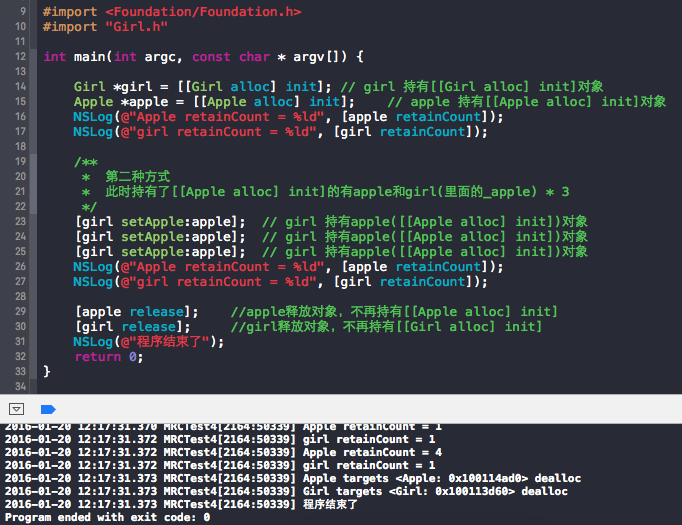 9 #import <Foundation/Foundation.h>
10 #import "Girl.h"
11
12 int main(int argc, const char * argv[]) {
13
14 Girl *girl = [[Girl alloc] init]; // girl 持有[[Girl alloc] init]对象
15 Apple *apple = [[Apple alloc] init]; // apple 持有[[Apple alloc] init]对象
16 NSLog(@"Apple retainCount = %ld", [apple retainCount]);
17 NSLog(@"girl retainCount = %ld", [girl retainCount]);
18
19 /**
20 * 第二种方式
21 * 此时持有了[[Apple alloc] init]的有apple和girl(里面的_apple) * 3
22 */
23 [girl setApple:apple]; // girl 持有apple([[Apple alloc] init])对象
24 [girl setApple:apple]; // girl 持有apple([[Apple alloc] init])对象
25 [girl setApple:apple]; // girl 持有apple([[Apple alloc] init])对象
26 NSLog(@"Apple retainCount = %ld", [apple retainCount]);
27 NSLog(@"girl retainCount = %ld", [girl retainCount]);
28
29 [apple release]; //apple释放对象，不再持有[[Apple alloc] init]
30 [girl release]; //girl释放对象，不再持有[[Girl alloc] init]
31 NSLog(@"程序结束了");
32 return 0;
33 }
34
2016-01-20 12:17:31.370 MRCTest4[2164:50339] Apple retainCount = 1
2016-01-20 12:17:31.372 MRCTest4[2164:50339] girl retainCount = 1
2016-01-20 12:17:31.372 MRCTest4[2164:50339] Apple retainCount = 4
2016-01-20 12:17:31.372 MRCTest4[2164:50339] girl retainCount = 1
2016-01-20 12:17:31.373 MRCTest4[2164:50339] Apple targets <Apple: 0x100114ad0> dealloc
2016-01-20 12:17:31.373 MRCTest4[2164:50339] Girl targets <Girl: 0x100113d60> dealloc
2016-01-20 12:17:31.373 MRCTest4[2164:50339] 程序结束了
Program ended with exit code: 0